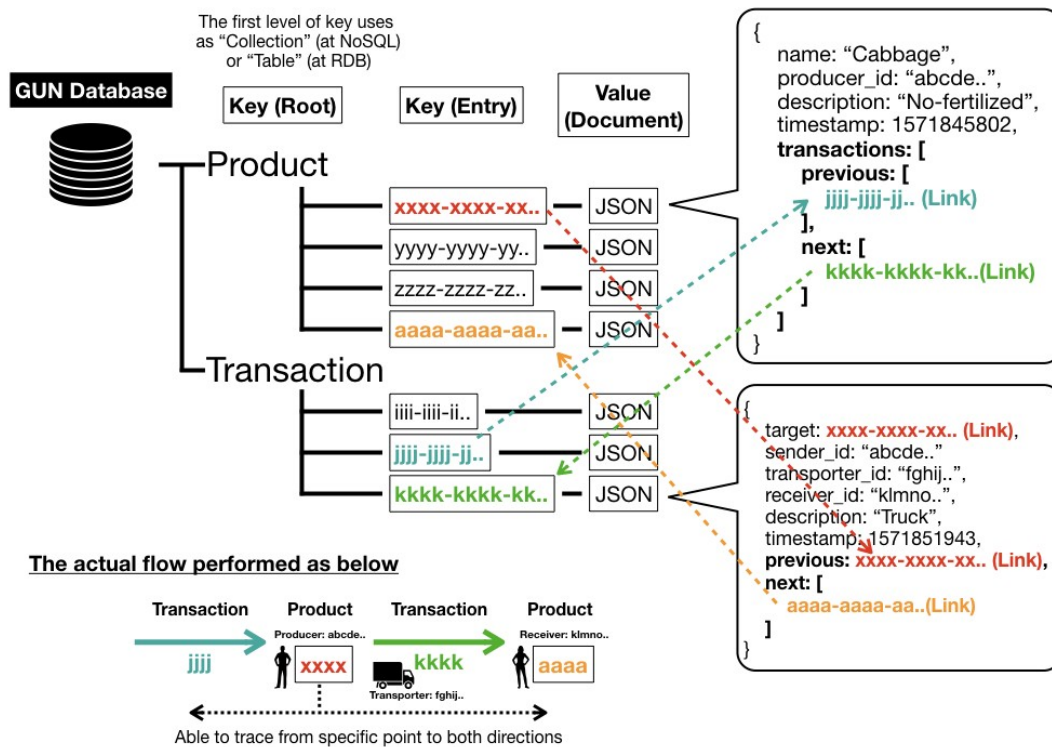 The first level of key uses
as “Collection” (at NoSQL)
or “Table” (at RDB)
GUN Database
Key (Root)
Key (Entry)
Value
(Document)
Product
xxxx-xxxx-xx..
JSON
yyyy-yyyy-yy..
JSON
zzzz-zzzz-zz..
JSON
aaaa-aaaa-aa..
JSON
Transaction
iiii-iiii-ii..
JSON
jjjj-jjjj-jj..
JSON
kkkk-kkkk-kk..
JSON
{
name: “Cabbage”,
producer_id: “abcde..”,
description: “No-fertilized”,
timestamp: 1571845802,
transactions: [
previous: [
jjjj-jjjj-jj.. (Link)
],
next: [
kkkk-kkkk-kk..(Link)
]
]
}
{
target: xxxx-xxxx-xx.. (Link),
sender_id: “abcde..”
transporter_id: “fghij..”,
receiver_id: “klmno..”,
description: “Truck”,
timestamp: 1571851943,
previous: xxxx-xxxx-xx.. (Link),
next: [
aaaa-aaaa-aa..(Link)
]
}
The actual flow performed as below
Transaction
jjjj
Product
Producer: abcde..
xxxx
Transaction
kkkk
Transporter: fghij..
Product
Receiver: klmno..
aaaa
Able to trace from specific point to both directions